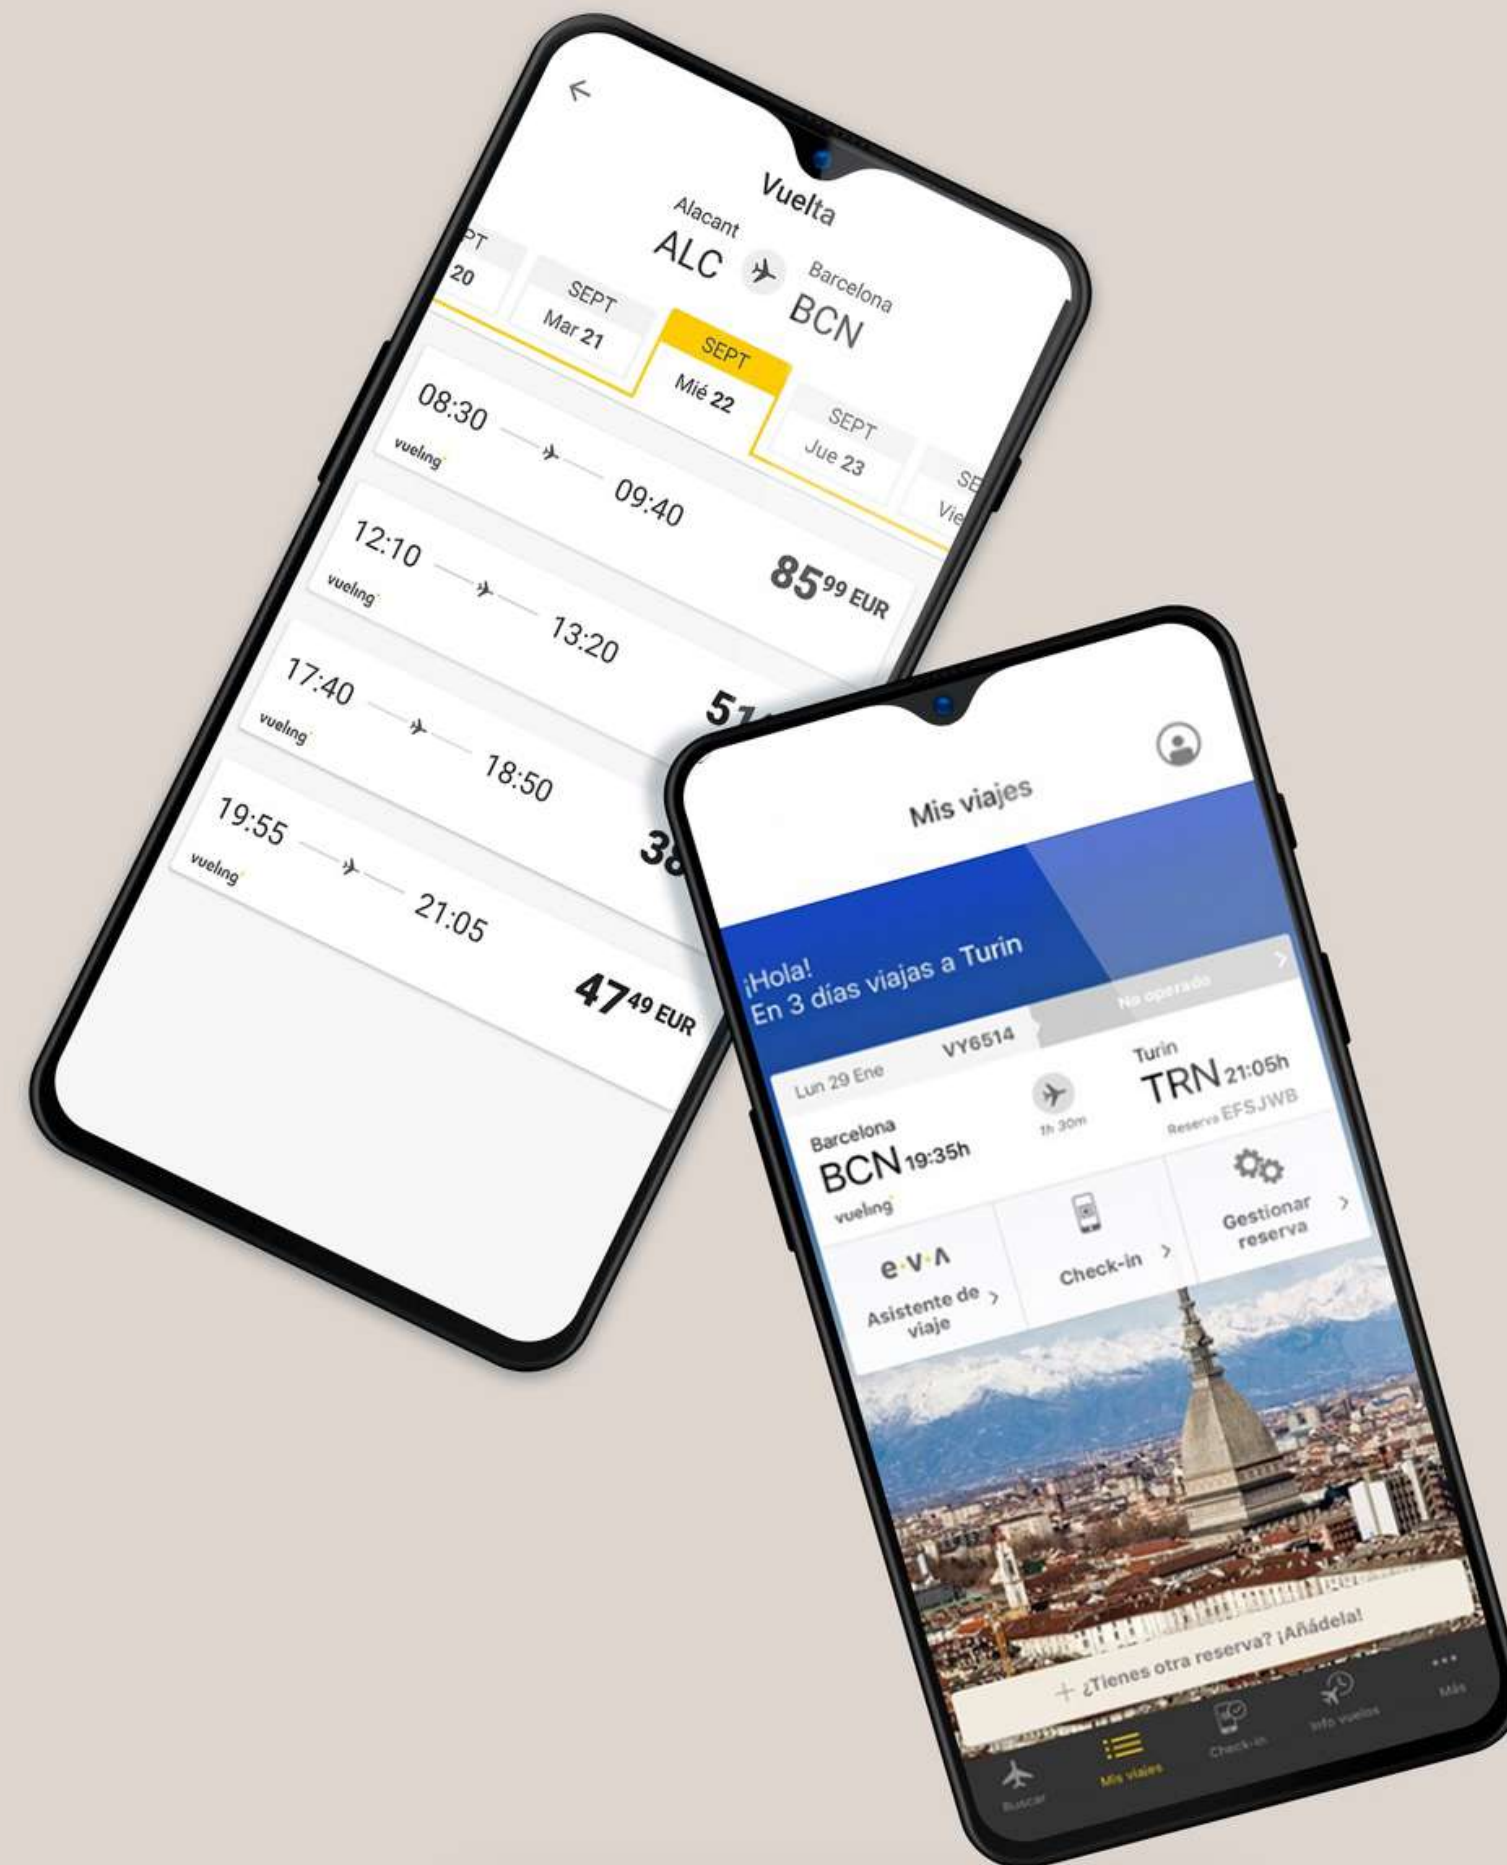 Vuelta
Alacant
ALC
Barcelona
BCN
20
SEPT
Mar 21
SEPT
Mié 22
SEPT
Jue 23
08:30
09:40
vueling
85 99 EUR
12:10
13:20
vueling
51
17:40
18:50
vueling
19:55
21:05
vueling
47 49 EUR
Mis viajes
¡Hola!
En 3 días viajas a Turin
Lun 29 Ene
VY6514
No operado
Barcelona
BCN 19:35h
vueling
1h 30m
Turin
TRN 21:05h
Reserva EFSJWB
e·v·a
Asistente de
viaje
Check-in
Gestionar
reserva
+ ¿Tienes otra reserva? ¡Añádela!
Buscar
Mis viajes
Check-in
Info vuelos
Más